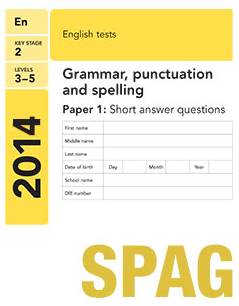 En
KEY STAGE
2
LEVELS
3–5
2014
English tests
Grammar, punctuation
and spelling
Paper 1: Short answer questions
First name
Middle name
Last name
Date of birth Day Month Year
School name
DfE number
SPAG